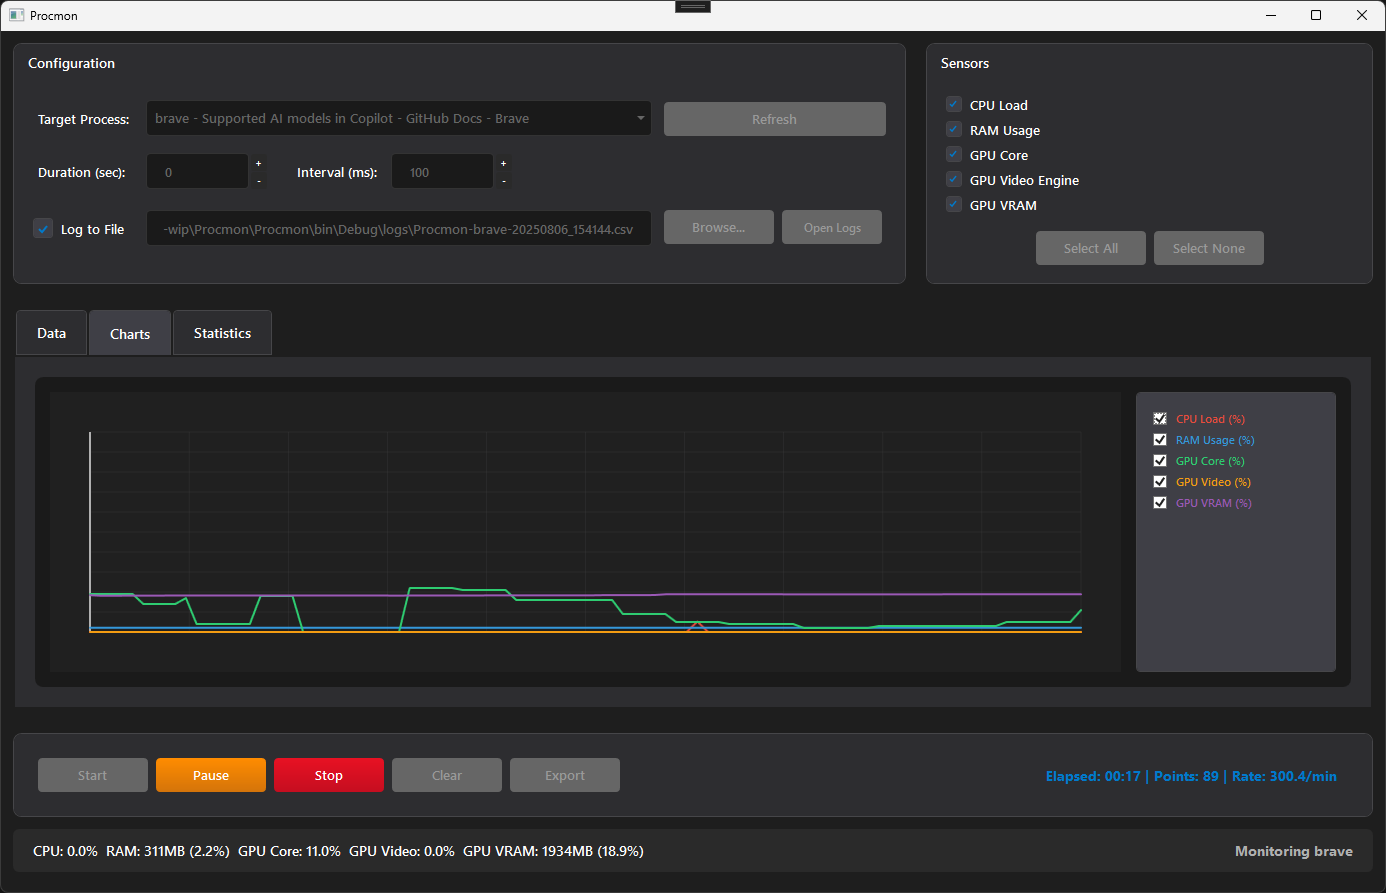 Procmon
Configuration
Target Process:
brave - Supported AI models in Copilot - GitHub Docs - Brave
Refresh
Duration (sec):
0
+
-
Interval (ms):
100
+
-
Log to File
-wip\Procmon\Procmon\bin\Debug\logs\Procmon-brave-20250806_154144.csv
Browse...
Open Logs
Sensors
CPU Load
RAM Usage
GPU Core
GPU Video Engine
GPU VRAM
Select All
Select None
Data
Charts
Statistics
CPU Load (%)
RAM Usage (%)
GPU Core (%)
GPU Video (%)
GPU VRAM (%)
Start
Pause
Stop
Clear
Export
Elapsed: 00:17 | Points: 89 | Rate: 300.4/min
CPU: 0.0% RAM: 311MB (2.2%) GPU Core: 11.0% GPU Video: 0.0% GPU VRAM: 1934MB (18.9%)
Monitoring brave